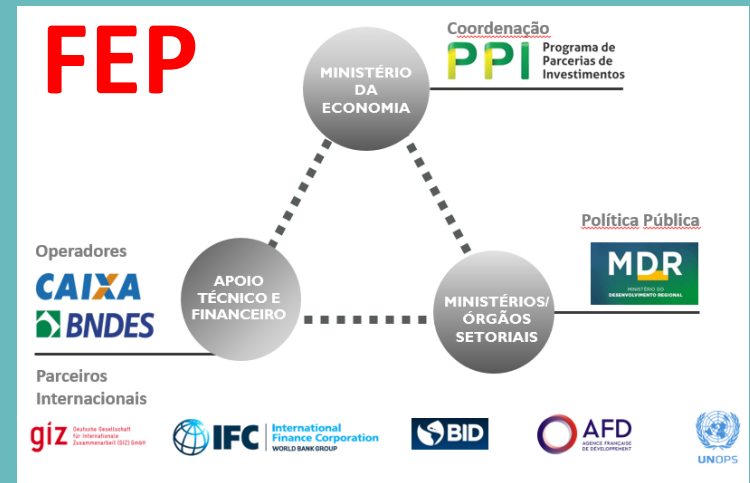 FEP
Coordenação
PPI
Programa de
Parcerias de
Investimentos
MINISTÉRIO
DA
ECONOMIA
Política Pública
MDR
MINISTÉRIO DO
DESENVOLVIMENTO REGIONAL
Operadores
CAIXA
BNDES
APOIO
TÉCNICO E
FINANCEIRO
MINISTÉRIOS/
ÓRGÃOS
SETORIAIS
Parceiros
Internacionais
giz
Deutsche Gesellschaft
für Internationale
Zusammenarbeit (GIZ) GmbH
IFC
International
Finance Corporation
WORLD BANK GROUP
BID
AFD
AGENCE FRANÇAISE
DE DÉVELOPPEMENT
UNOPS